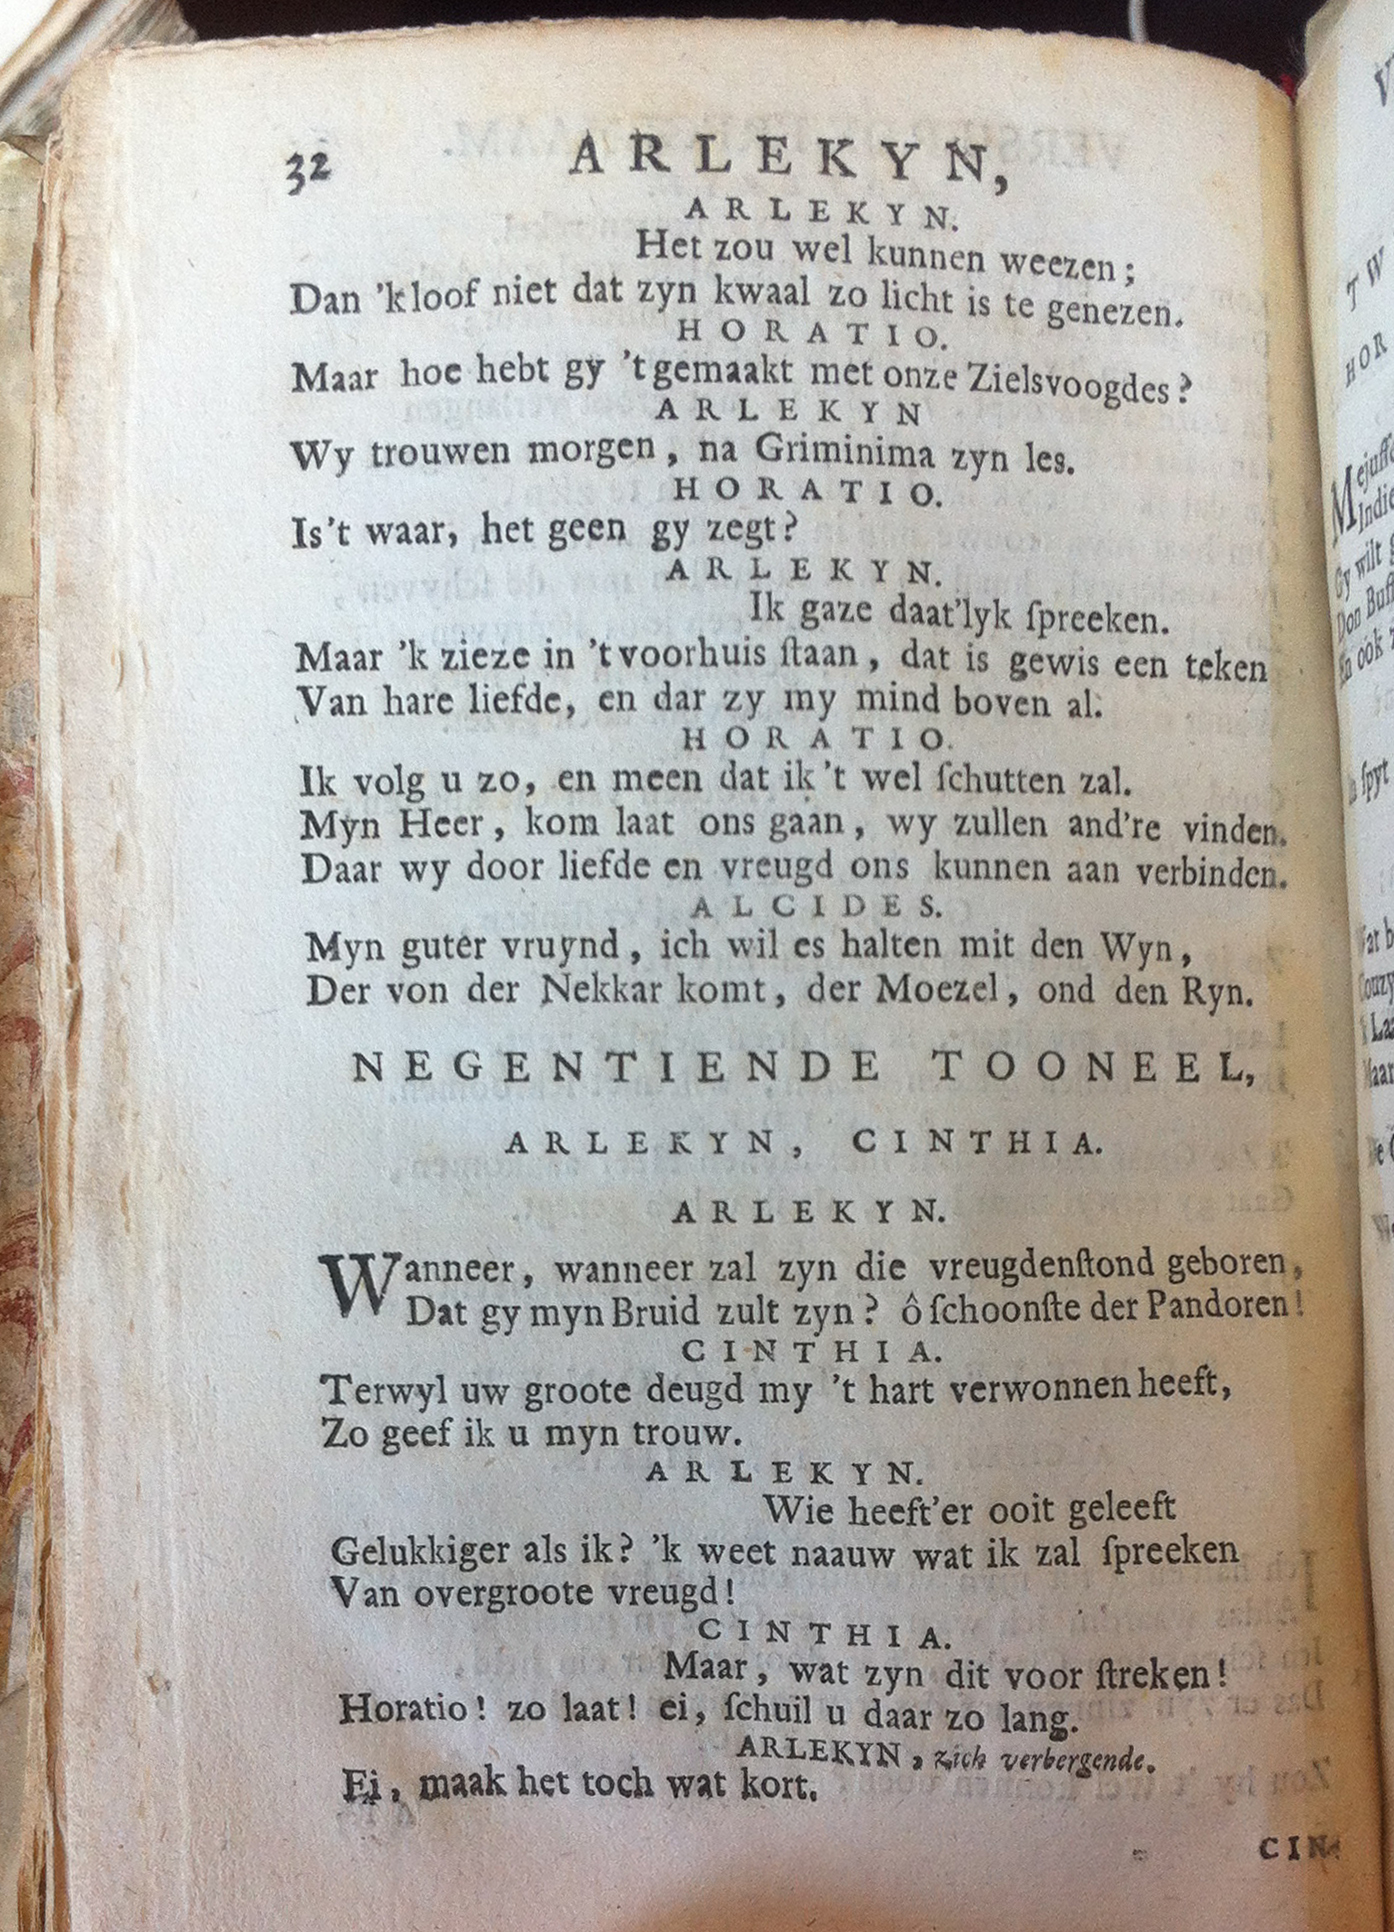 32 ARLEKYN,
ARLEKYN.
Het zou wel kunnen weezen;
Dan 'k loof niet dat zyn kwaal zo licht is te genezen.
HORATIO.
Maar hoe hebt gy 't gemaakt met onze Zielsvoogdes?
ARLEKYN
Wy trouwen morgen, na Griminima zyn les.
HORATIO.
Is 't waar, het geen gy zegt?
ARLEKYN.
Ik gaze daat'lyk ſpreeken.
Maar 'k zieze in 't voorhuis ſtaan, dat is gewis een teken
Van hare liefde, en dar zy my mind boven al.
HORATIO.
Ik volg u zo, en meen dat ik 't wel ſchutten zal.
Myn Heer, kom laat ons gaan, wy zullen and're vinden.
Daar wy door liefde en vreugd ons kunnen aan verbinden.
ALCIDES.
Myn guter vruynd, ich wil es halten mit den Wyn,
Der von der Nekkar komt, der Moezel, ond den Ryn.
NEGENTIENDE TOONEEL,
ARLEKYN, CINTHIA.
ARLEKYN.
Wanneer, wanneer zal zyn die vreugdenſtond geboren,
Dat gy myn Bruid zult zyn? ô ſchoonſte der Pandoren!
CINTHIA.
Terwyl uw groote deugd my 't hart verwonnen heeft,
Zo geef ik u myn trouw.
ARLEKYN.
Wie heeft'er ooit geleeft
Gelukkiger als ik? 'k weet naauw wat ik zal ſpreeken
Van overgroote vreugd!
CINTHIA.
Maar, wat zyn dit voor ſtreken!
Horatio! zo laat! ei, ſchuil u daar zo lang.
ARLEKYN, zich verbergende.
Ei, maak het toch wat kort.
CIN-